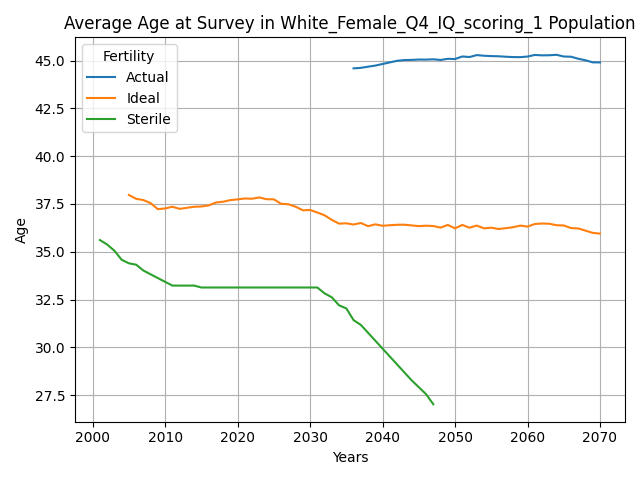 Average Age at Survey in White_Female_Q4_IQ_scoring_1 Population
Fertility
Actual
Ideal
Sterile
45.0
42.5
40.0
37.5
35.0
32.5
30.0
27.5
Age
2000 2010 2020 2030 2040 2050 2060 2070
Years